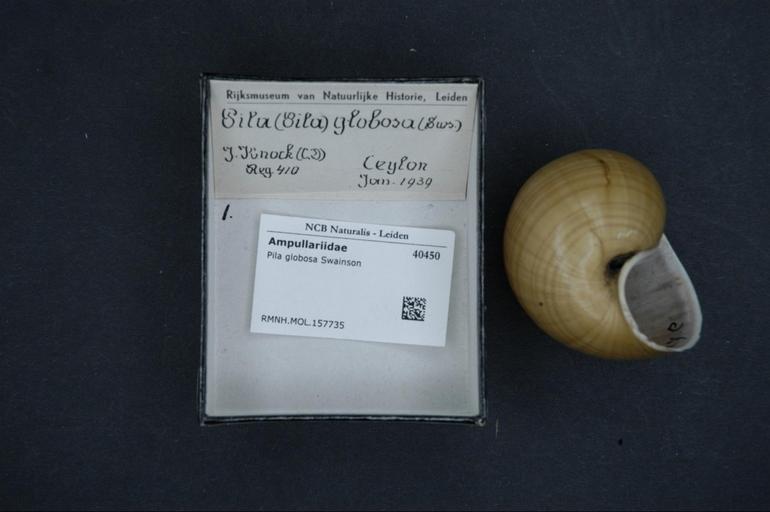 Rijksmuseum van Natuurlijke Historie, Leiden
Pila (Pila) globosa (Sws)
J. Knock (CJ)
Reg. 410
Ceylon
Jan. 1939
1.
NCB Naturalis - Leiden
Ampullariidae
40450
Pila globosa Swainson
RMNH.MOL.157735